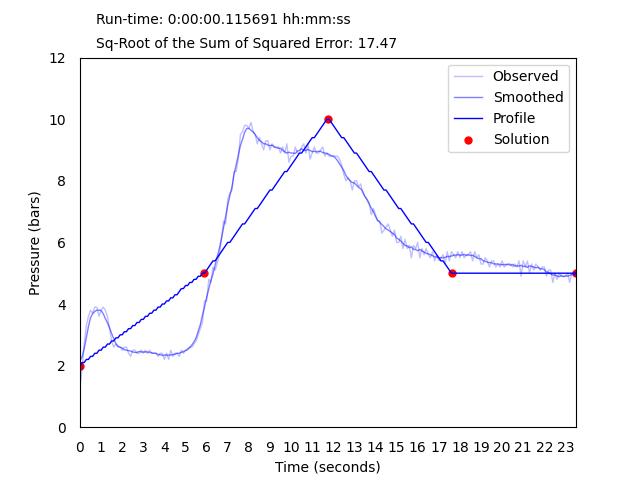 Run-time: 0:00:00.115691 hh:mm:ss
Sq-Root of the Sum of Squared Error: 17.47
12
10
8
6
4
2
0
Pressure (bars)
Observed
Smoothed
Profile
Solution
0 1 2 3 4 5 6 7 8 9 10 11 12 13 14 15 16 17 18 19 20 21 22 23
Time (seconds)